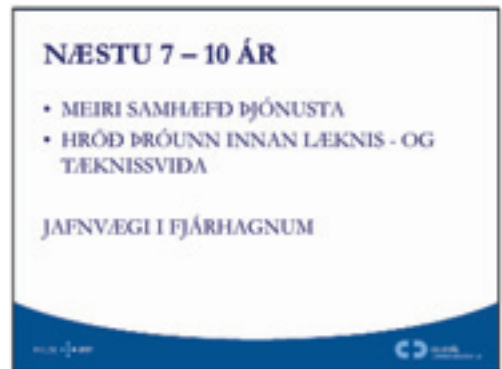 NÆSTU 7 – 10 ÁR
• MEIRI SAMHÆFÐ ÞJÓNUSTA
• HRÖÐ ÞRÓUNN INNAN LÆKNIS - OG
TÆKNISSVIÐA
JAFNVÆGI I FJÁRHAGNUM